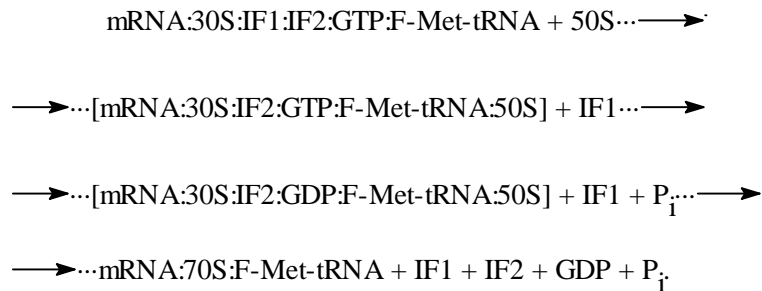 mRNA:30S:IF1:IF2:GTP:F-Met-tRNA + 50S···⟶
⟶···[mRNA:30S:IF2:GTP:F-Met-tRNA:50S] + IF1···⟶
⟶···[mRNA:30S:IF2:GDP:F-Met-tRNA:50S] + IF1 + Pi···⟶
⟶···mRNA:70S:F-Met-tRNA + IF1 + IF2 + GDP + Pi.